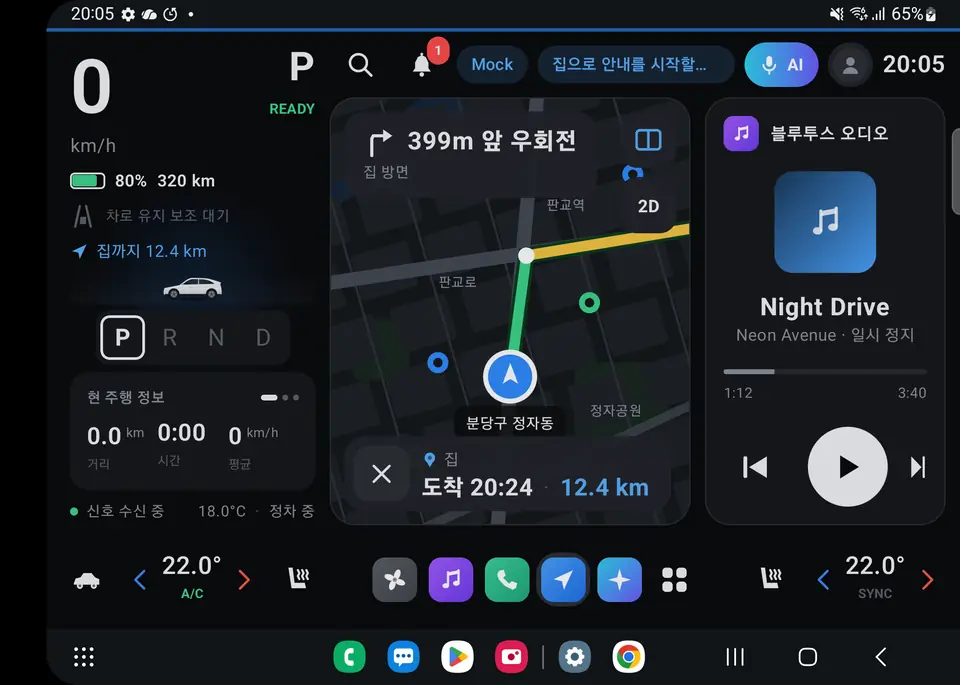 20:05
65%
0
P
READY
km/h
80% 320 km
차로 유지 보조 대기
집까지 12.4 km
P R N D
현 주행 정보
0.0 km 0:00 0 km/h
거리 시간 평균
신호 수신 중 18.0°C · 정차 중
1
Mock
집으로 안내를 시작할...
AI
20:05
399m 앞 우회전
집 방면
2D
판교역
판교로
정자공원
분당구 정자동
집
도착 20:24 · 12.4 km
블루투스 오디오
Night Drive
Neon Avenue · 일시 정지
1:12 3:40
22.0°
A/C
22.0°
SYNC